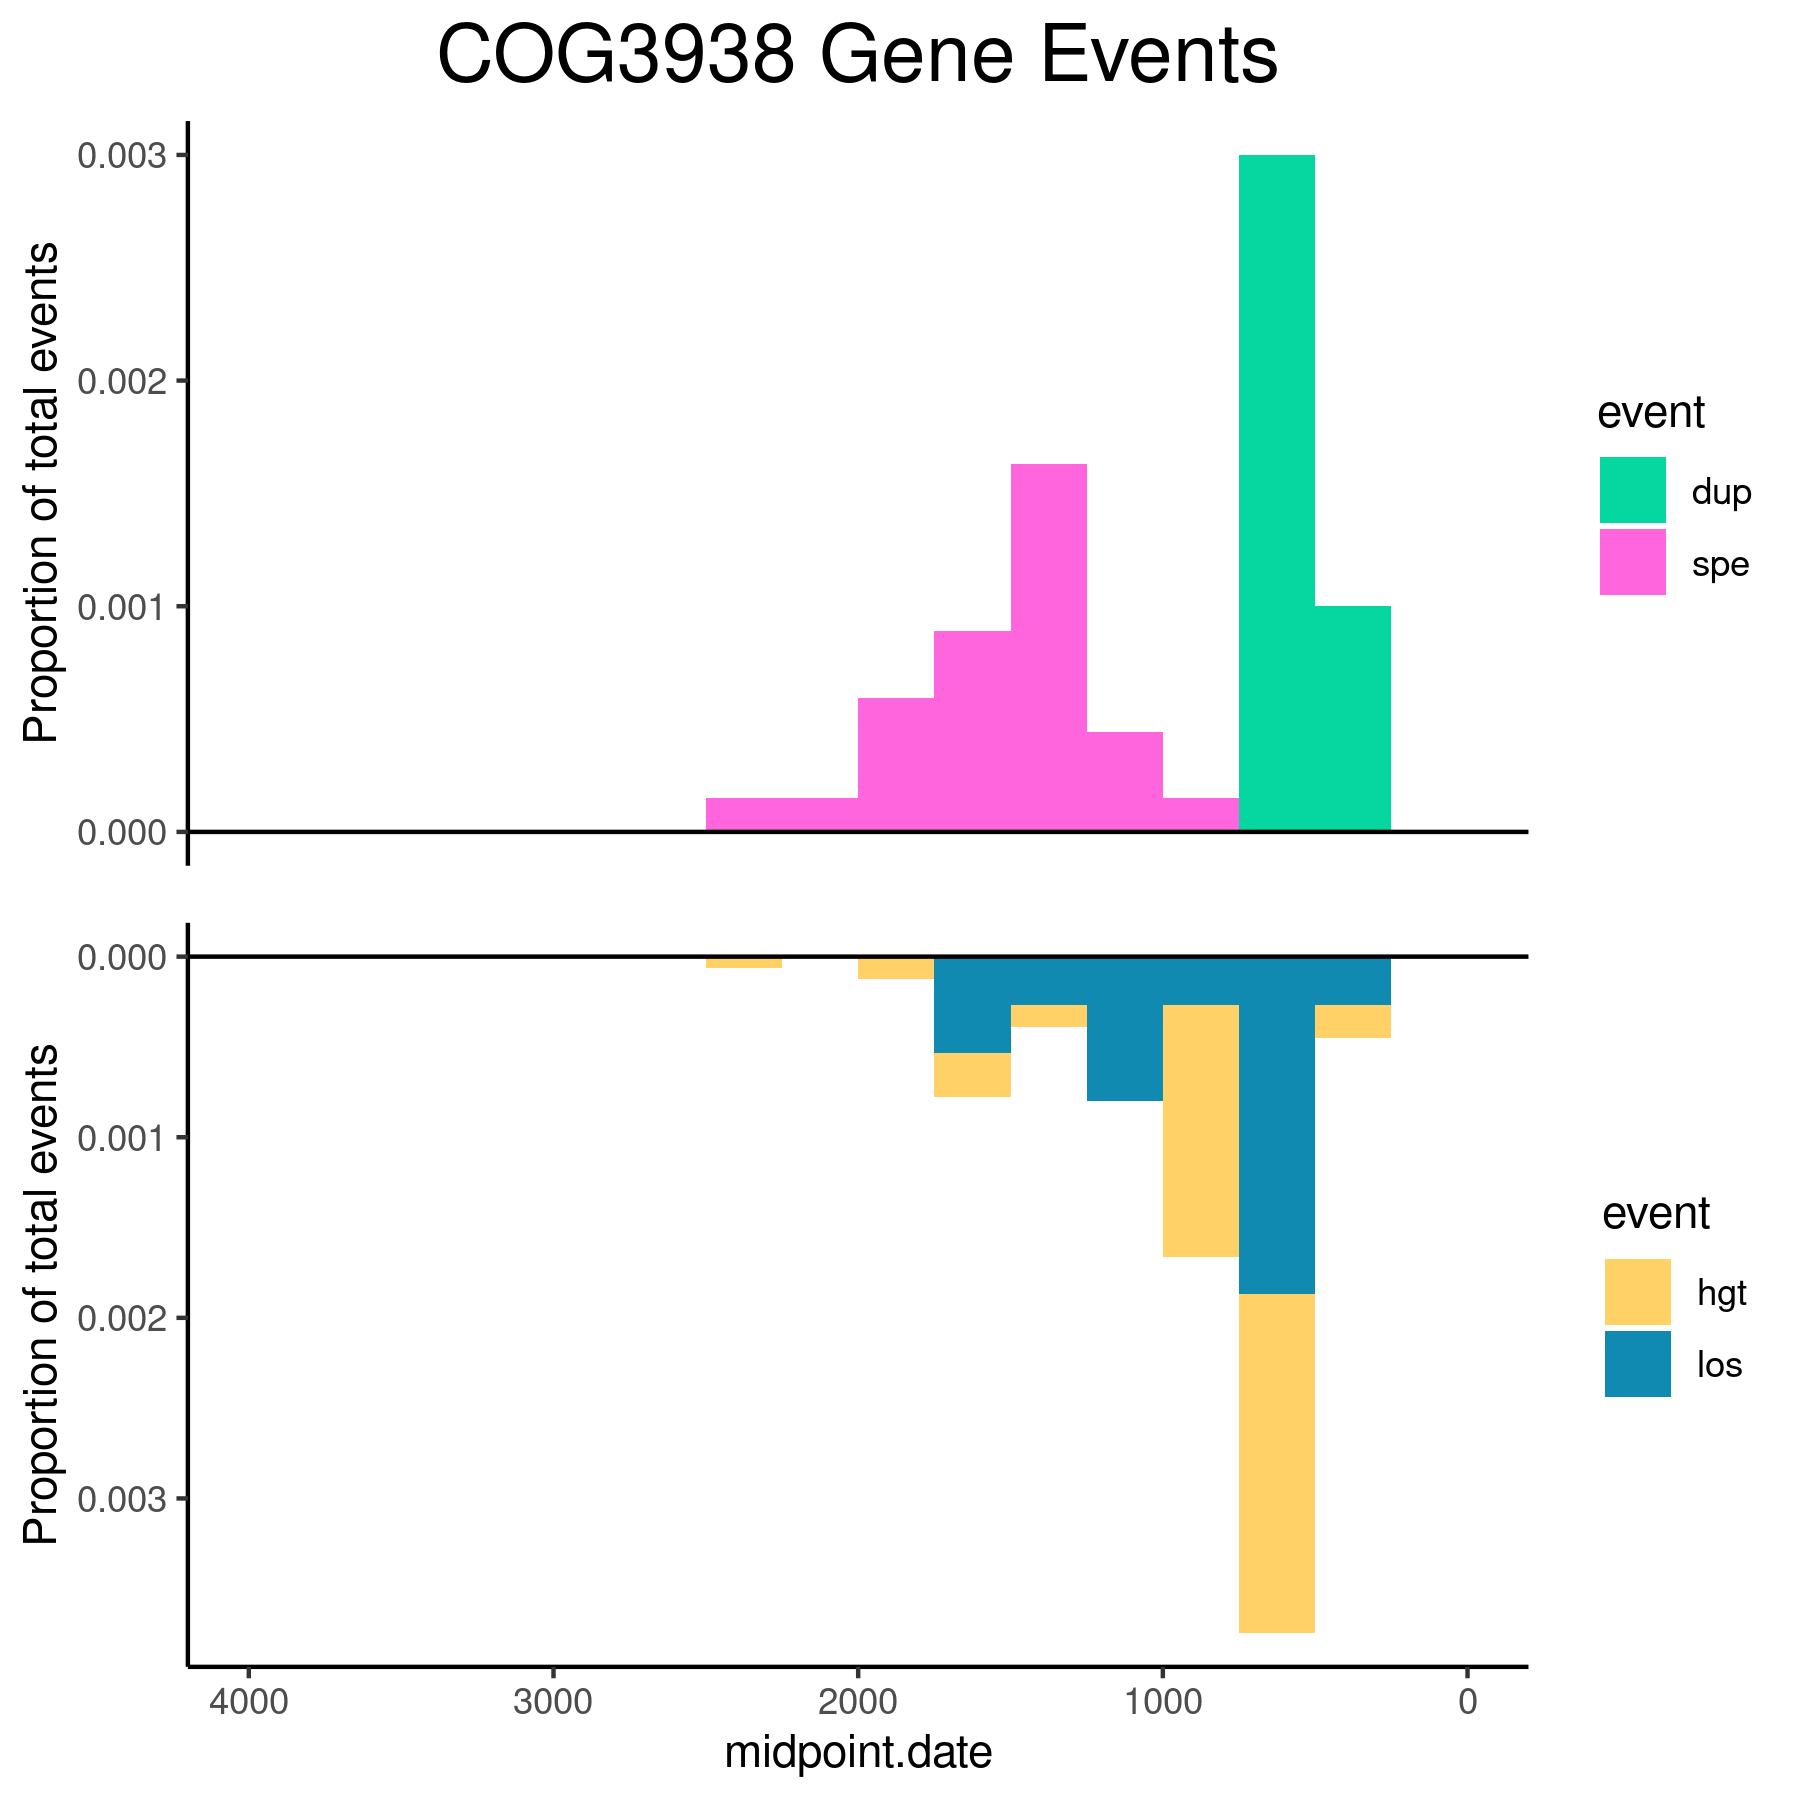 COG3938 Gene Events
Proportion of total events
0.003
0.002
0.001
0.000
event
dup
spe
Proportion of total events
0.000
0.001
0.002
0.003
event
hgt
los
4000 3000 2000 1000 0
midpoint.date